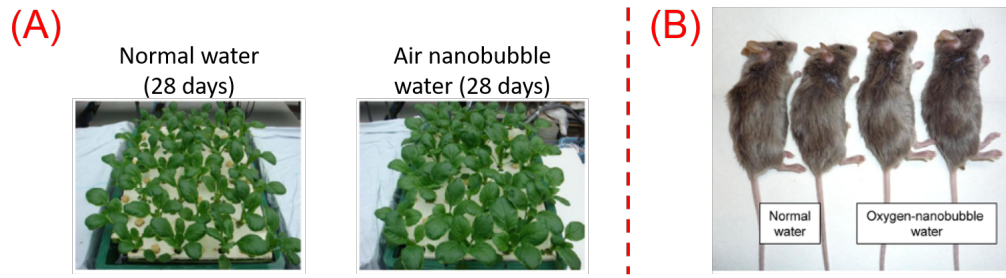 (A)
Normal water
(28 days)
Air nanobubble
water (28 days)
(B)
Normal
water
Oxygen-nanobubble
water